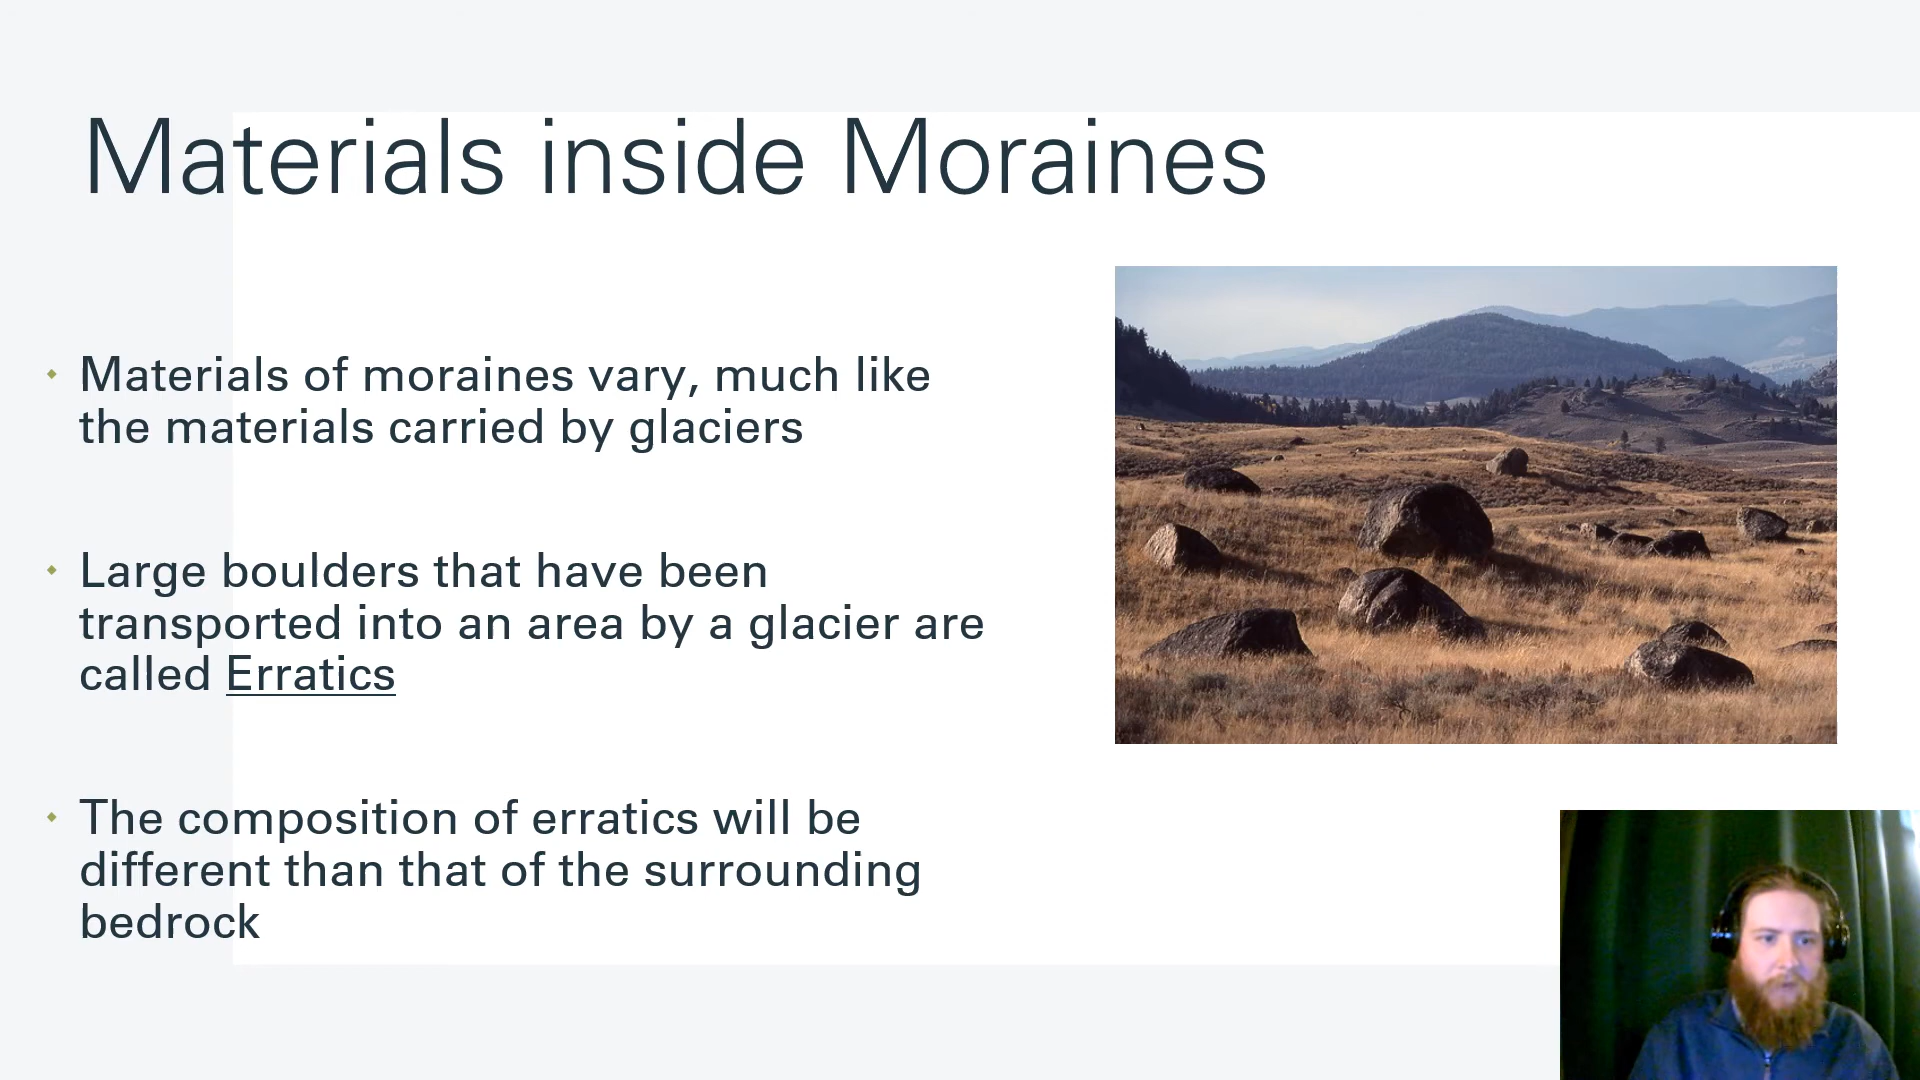 Materials inside Moraines
Materials of moraines vary, much like
the materials carried by glaciers
Large boulders that have been
transported into an area by a glacier are
called Erratics
The composition of erratics will be
different than that of the surrounding
bedrock